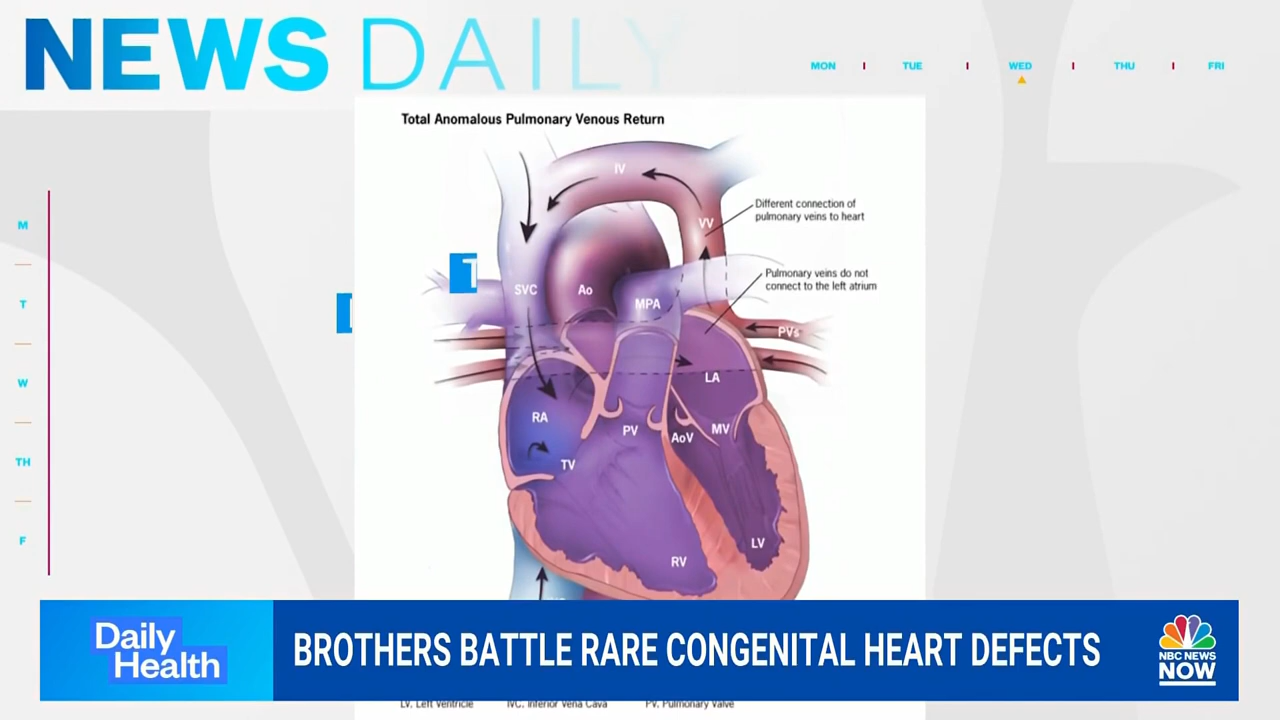 NEWS DAILY
MON TUE WED THU FRI
Total Anomalous Pulmonary Venous Return
IV
Different connection of
pulmonary veins to heart
VV
M
Pulmonary veins do not
connect to the left atrium
SVC
Ao
MPA
T
PVs
LA
W
RA
PV
AoV
MV
TV
TH
F
LV
RV
Daily
Health
BROTHERS BATTLE RARE CONGENITAL HEART DEFECTS
NBC NEWS
NOW
LV. Left Ventricle IVC. Inferior Vena Cava PV. Pulmonary Valve